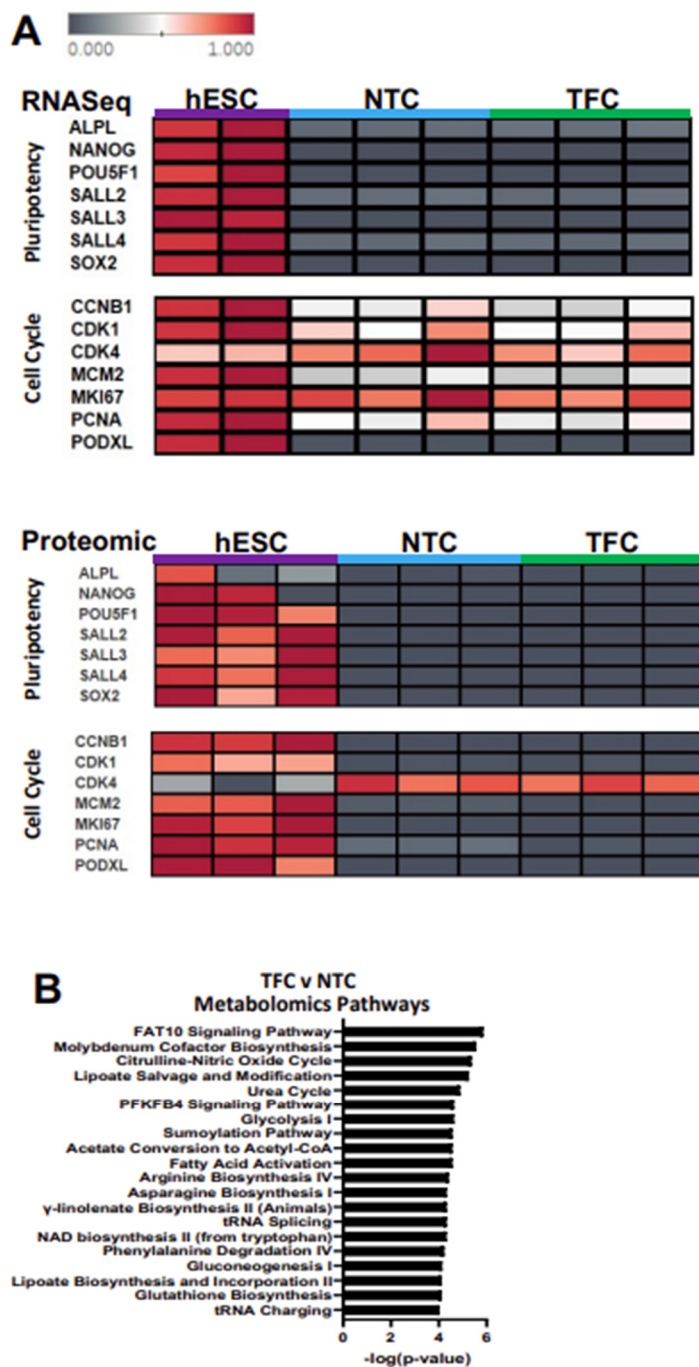 A
0.000 1.000
RNASeq hESC NTC TFC
Pluripotency
ALPL
NANOG
POU5F1
SALL2
SALL3
SALL4
SOX2
Cell Cycle
CCNB1
CDK1
CDK4
MCM2
MKI67
PCNA
PODXL
Proteomic hESC NTC TFC
Pluripotency
ALPL
NANOG
POU5F1
SALL2
SALL3
SALL4
SOX2
Cell Cycle
CCNB1
CDK1
CDK4
MCM2
MKI67
PCNA
PODXL
B
TFC v NTC
Metabolomics Pathways
FAT10 Signaling Pathway
Molybdenum Cofactor Biosynthesis
Citrulline-Nitric Oxide Cycle
Lipoate Salvage and Modification
Urea Cycle
PFKFB4 Signaling Pathway
Glycolysis I
Sumoylation Pathway
Acetate Conversion to Acetyl-CoA
Fatty Acid Activation
Arginine Biosynthesis IV
Asparagine Biosynthesis I
γ-linolenate Biosynthesis II (Animals)
tRNA Splicing
NAD biosynthesis II (from tryptophan)
Phenylalanine Degradation IV
Gluconeogenesis I
Lipoate Biosynthesis and Incorporation II
Glutathione Biosynthesis
tRNA Charging
0 2 4 6
-log(p-value)